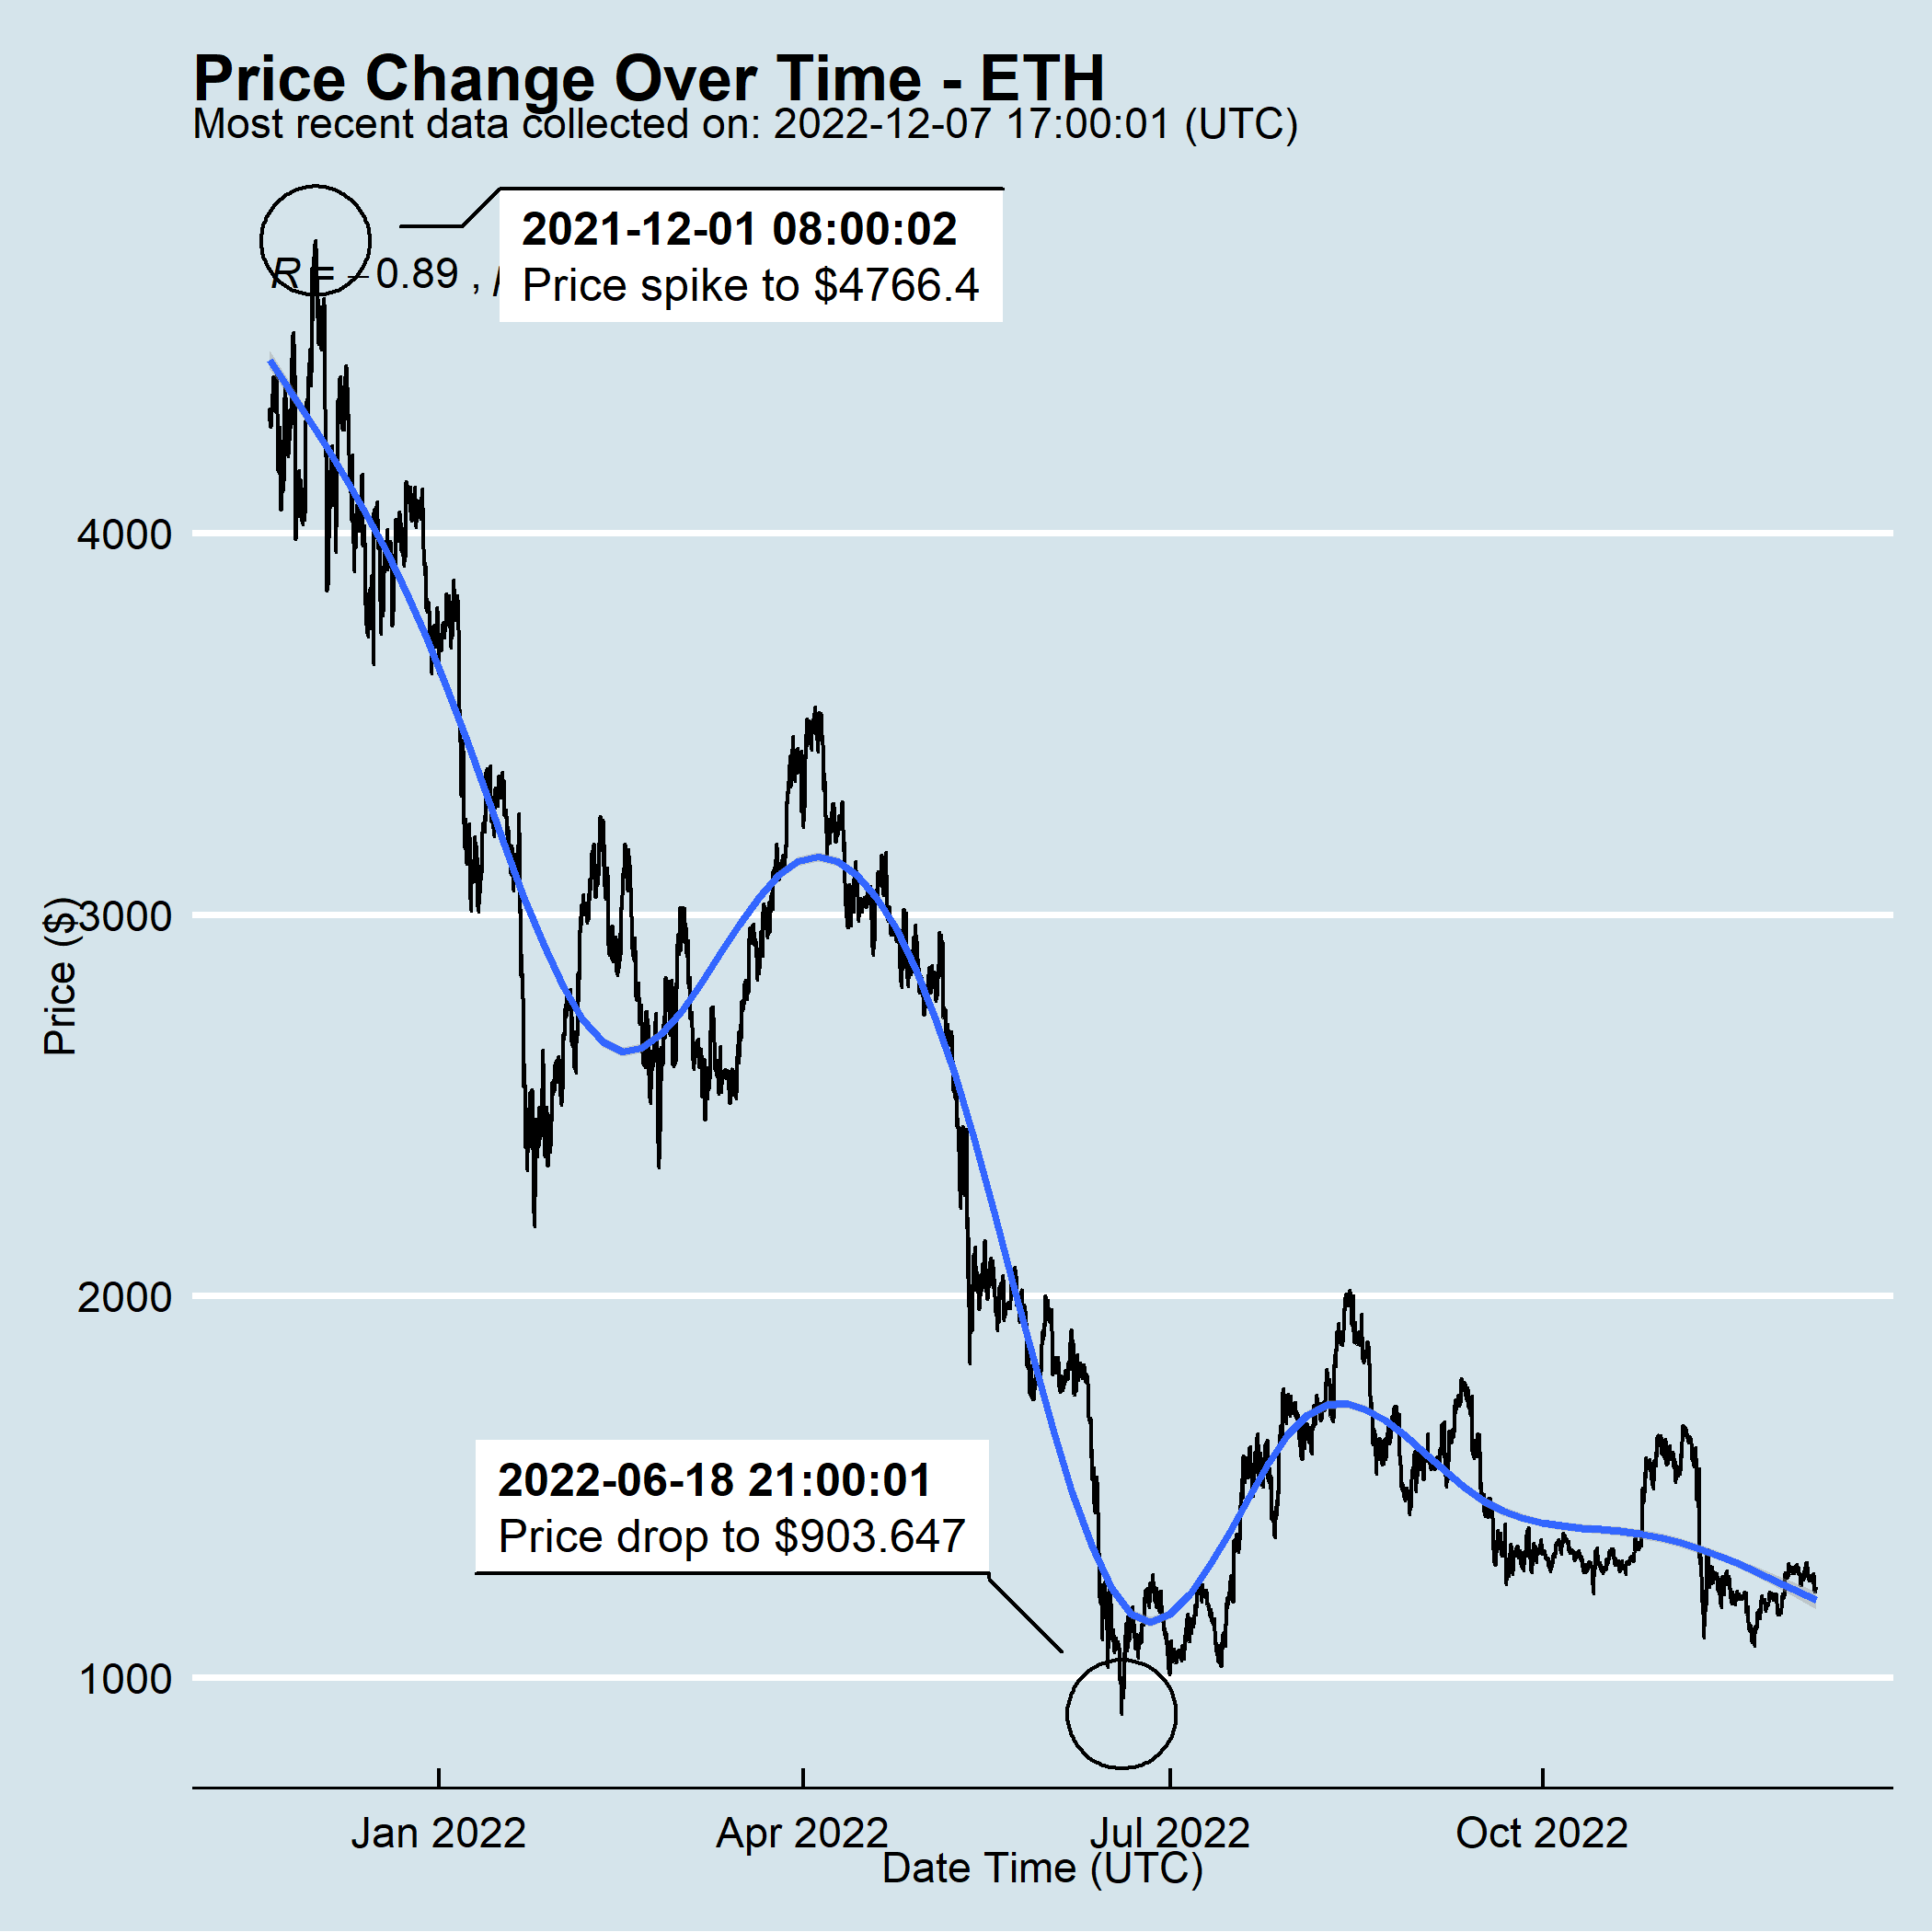 Price Change Over Time - ETH
Most recent data collected on: 2022-12-07 17:00:01 (UTC)
2021-12-01 08:00:02
Price spike to $4766.4
R = −0.89 ,
4000
3000
2000
1000
Price ($)
2022-06-18 21:00:01
Price drop to $903.647
Jan 2022
Apr 2022
Jul 2022
Oct 2022
Date Time (UTC)